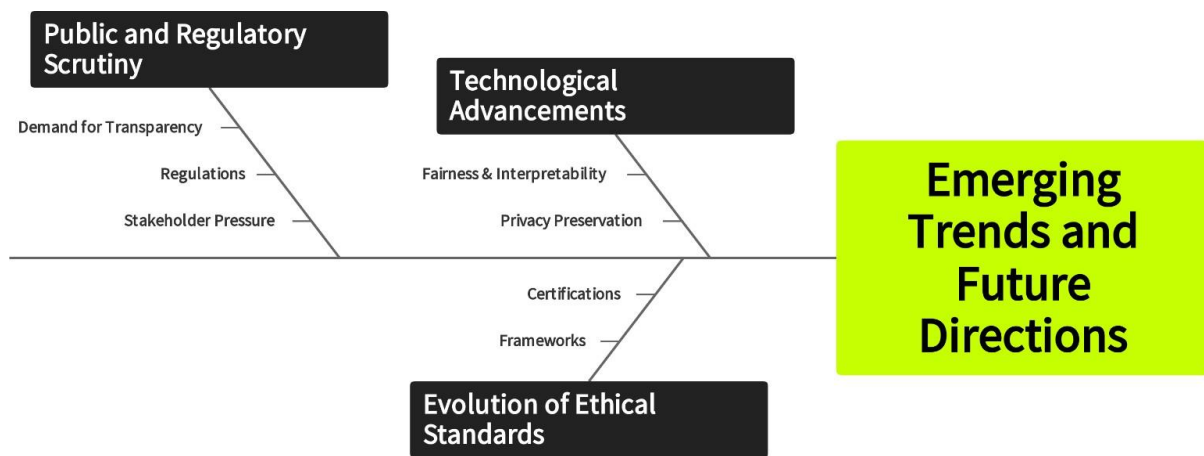 Public and Regulatory
Scrutiny
Demand for Transparency
Regulations
Stakeholder Pressure
Technological
Advancements
Fairness & Interpretability
Privacy Preservation
Certifications
Frameworks
Evolution of Ethical
Standards
Emerging
Trends and
Future
Directions